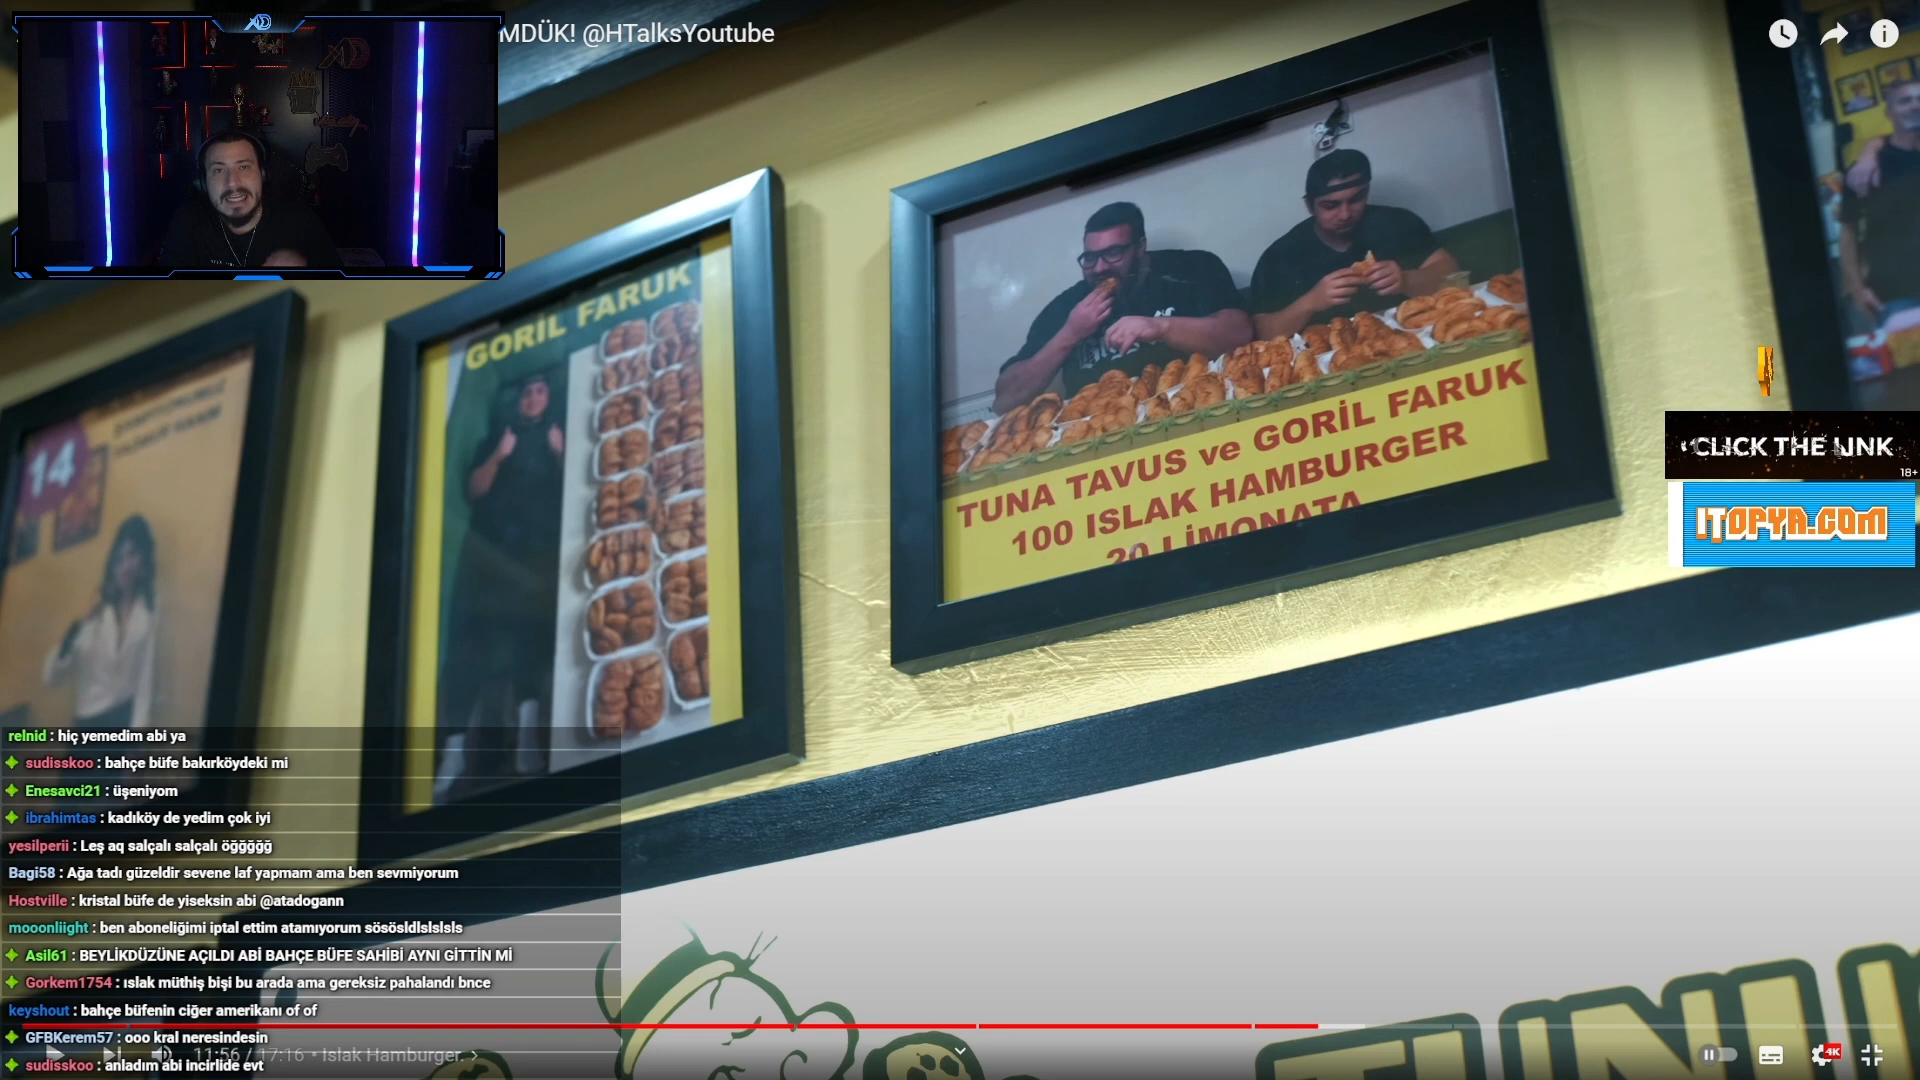 MDÜK! @HTalksYoutube
GORİL FARUK
14
TUNA TAVUS ve GORİL FARUK
100 ISLAK HAMBURGER
20 LİMONATA
CLICK THE LINK
18+
ITOPYA.COM
relnid : hiç yemedim abi ya
sudisskoo : bahçe büfe bakırköydeki mi
Enesavci21 : üşeniyom
ibrahimtas : kadıköy de yedim çok iyi
yesilperii : Leş aq salçalı salçalı öğğğğğ
Bagi58 : Ağa tadı güzeldir sevene laf yapmam ama ben sevmiyorum
Hostville : kristal büfe de yiseksin abi @atadogann
mooonliight : ben aboneliğimi iptal ettim atamıyorum sösösldlslslsls
Asil61 : BEYLİKDÜZÜNE AÇILDI ABİ BAHÇE BÜFE SAHİBİ AYNI GİTTİN Mİ
Gorkem1754 : ıslak müthiş bişi bu arada ama gereksiz pahalandı bnce
keyshout : bahçe büfenin ciğer amerikanı of of
GFBKerem57 : ooo kral neresindesin
11:56 / 17:16 • Islak Hamburger.
sudisskoo : anladım abi incirlide evt
4K